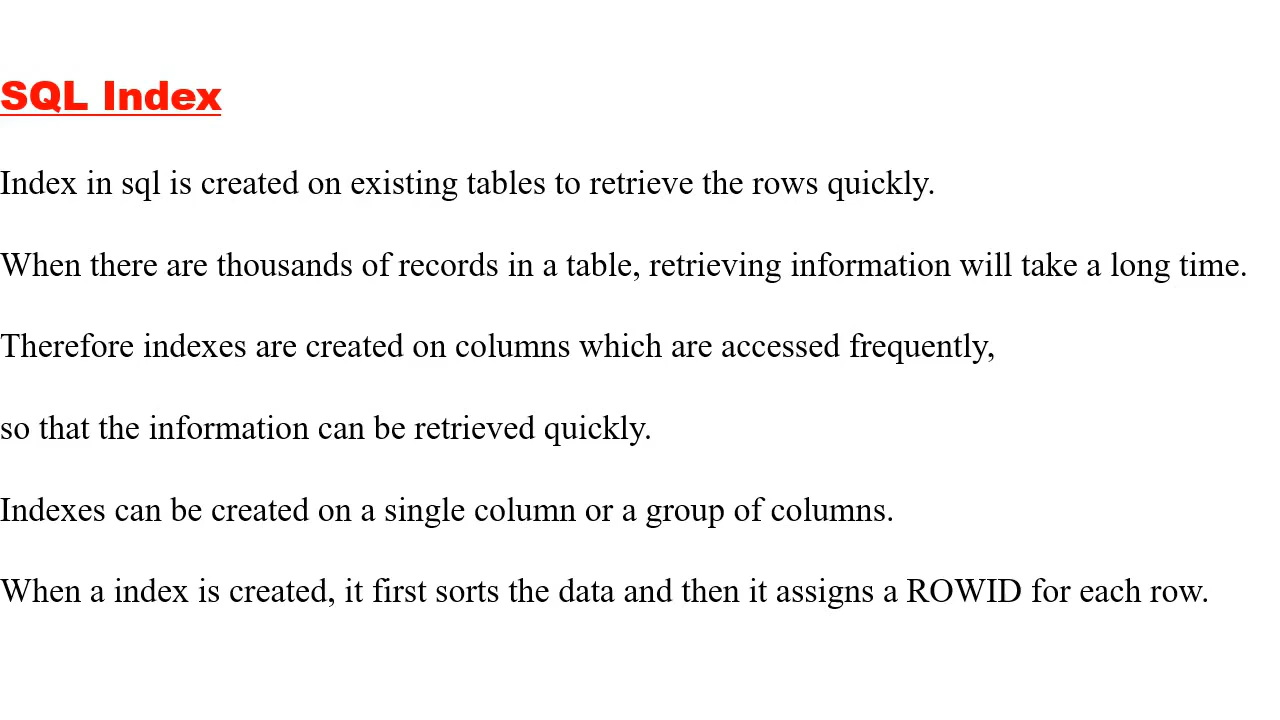 SQL Index
Index in sql is created on existing tables to retrieve the rows quickly.
When there are thousands of records in a table, retrieving information will take a long time.
Therefore indexes are created on columns which are accessed frequently,
so that the information can be retrieved quickly.
Indexes can be created on a single column or a group of columns.
When a index is created, it first sorts the data and then it assigns a ROWID for each row.